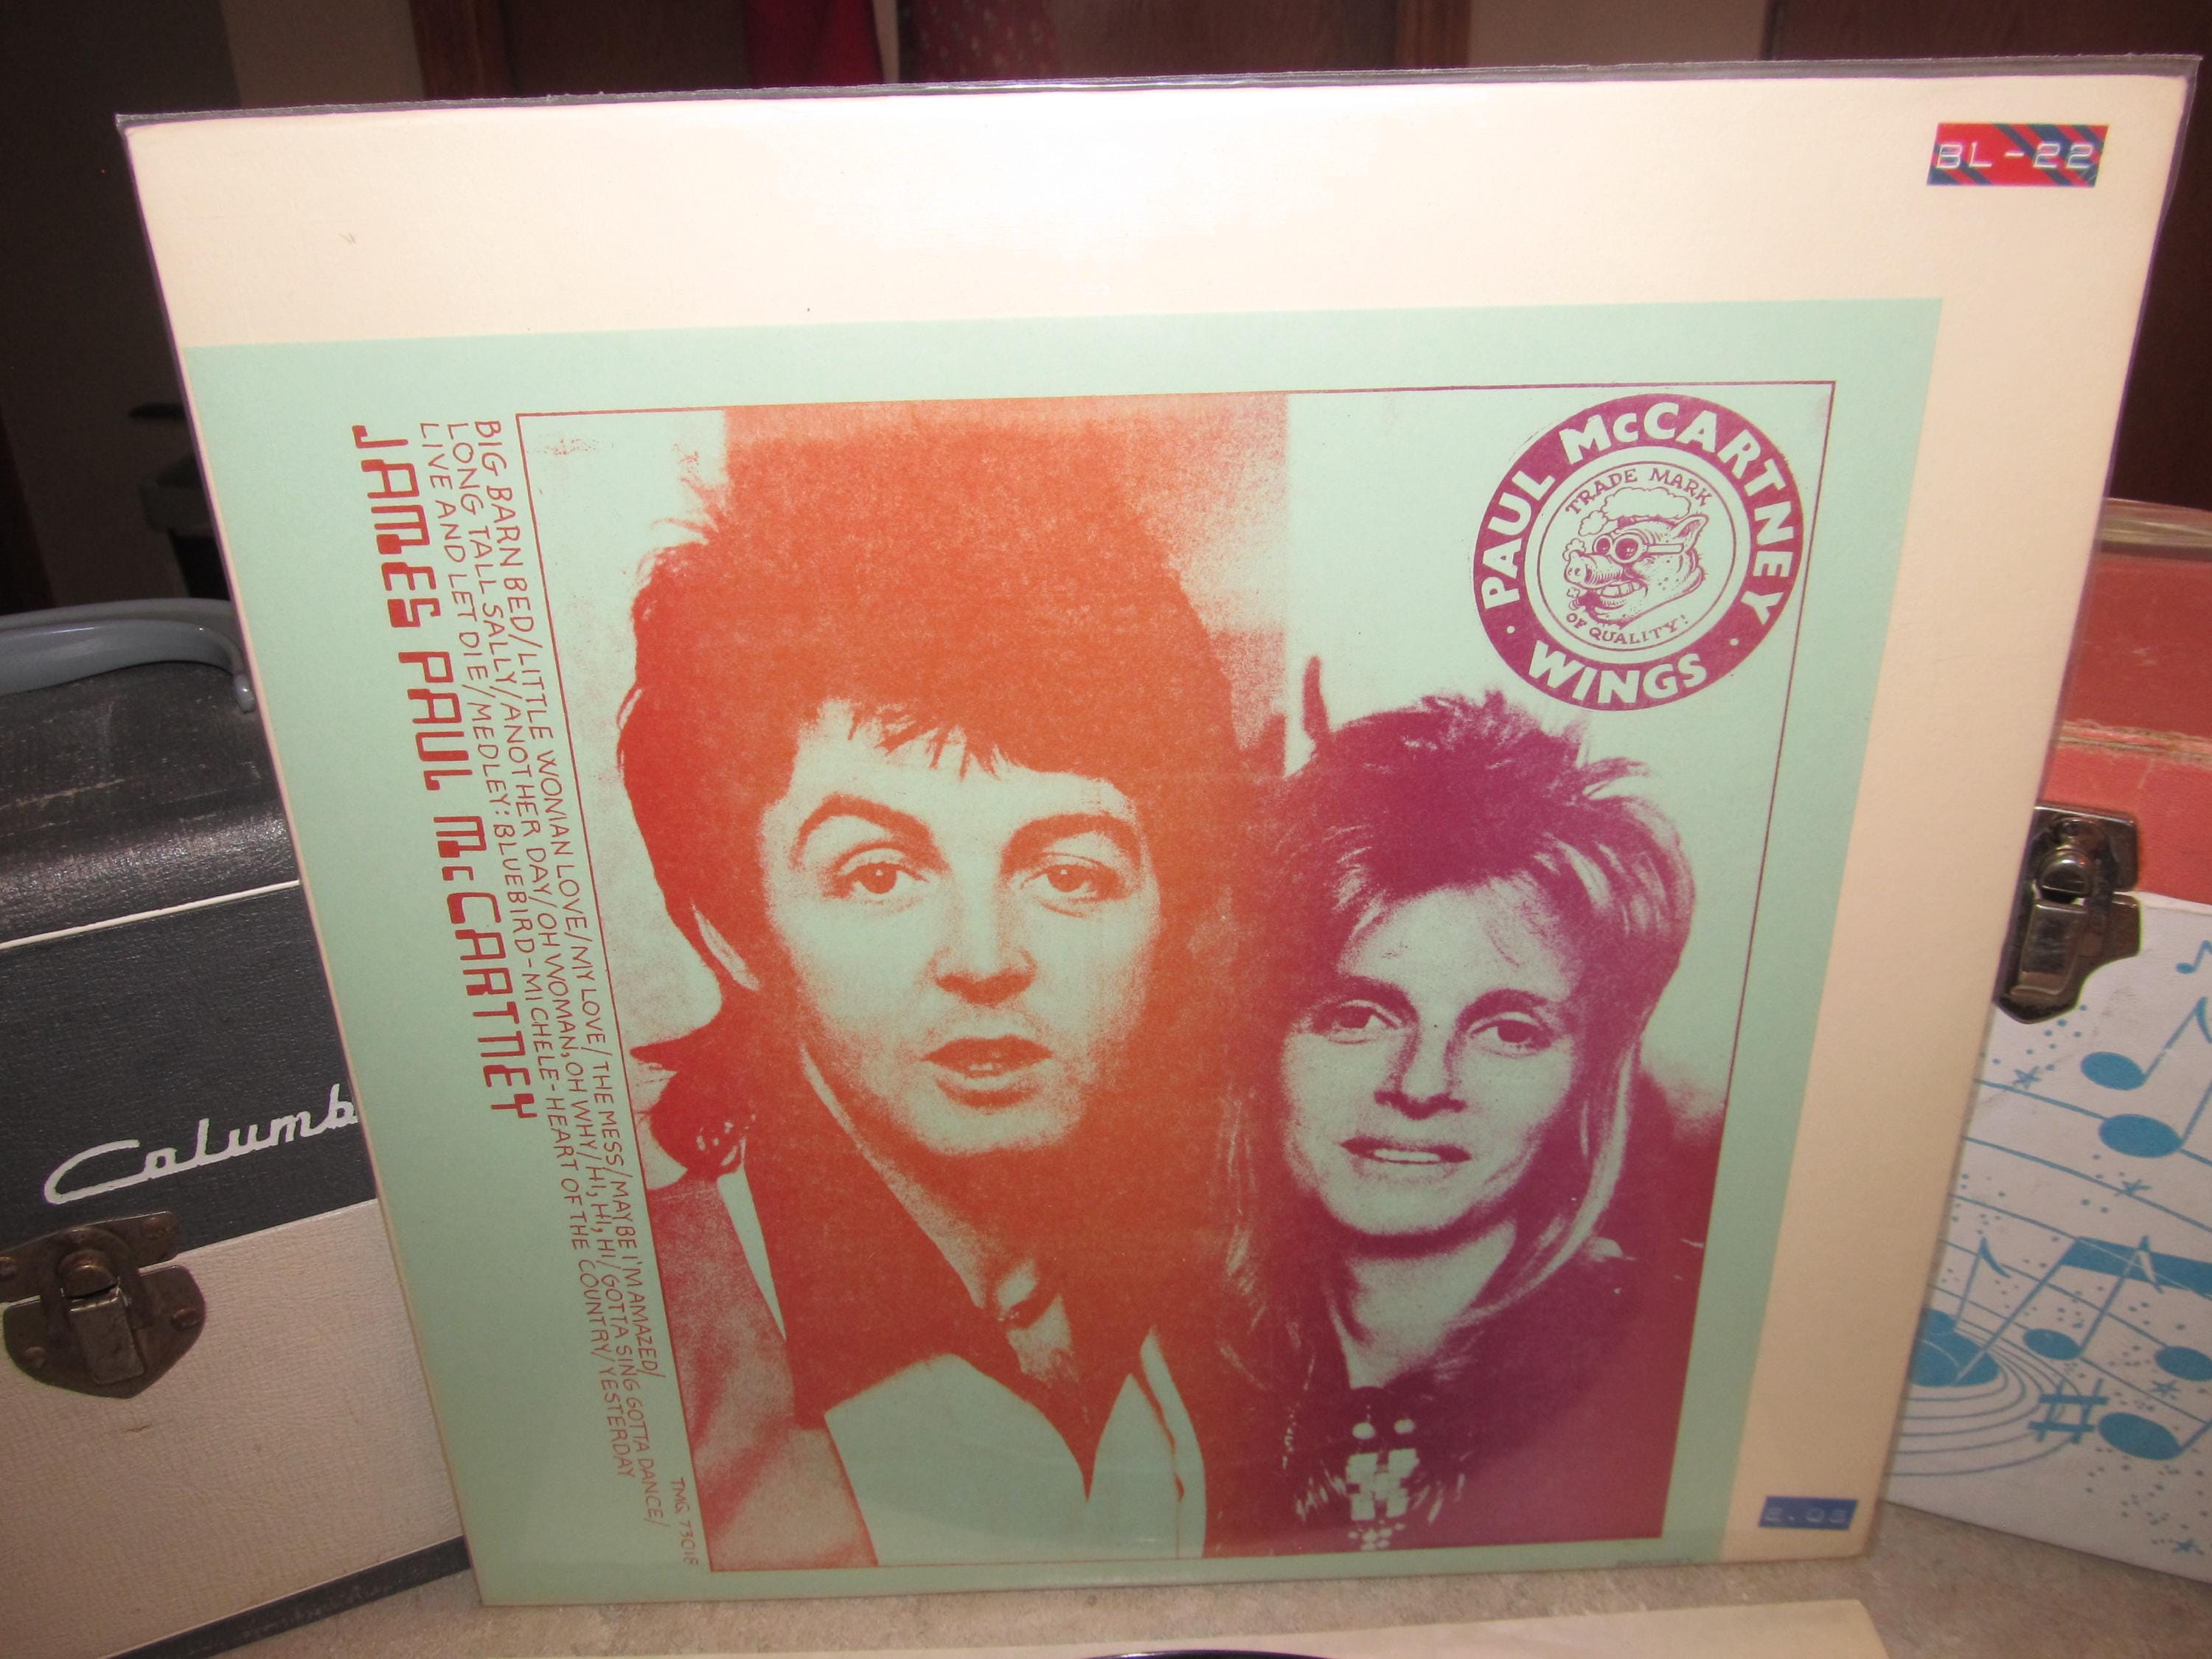 BL-22
PAUL McCARTNEY
· WINGS ·
TRADE MARK
OF QUALITY!
BIG BARN BED/LITTLE WOMAN LOVE/MY LOVE/THE MESS/MAYBE I'M AMAZED/
LONG TALL SALLY/ANOTHER DAY/OH WOMAN, OH WHY/HI, HI, HI/GOTTA SING GOTTA DANCE/
LIVE AND LET DIE/MEDLEY: BLUEBIRD-MICHELE-HEART OF THE COUNTRY/YESTERDAY
JAMES PAUL McCARTNEY
TMQ 73018
Columb